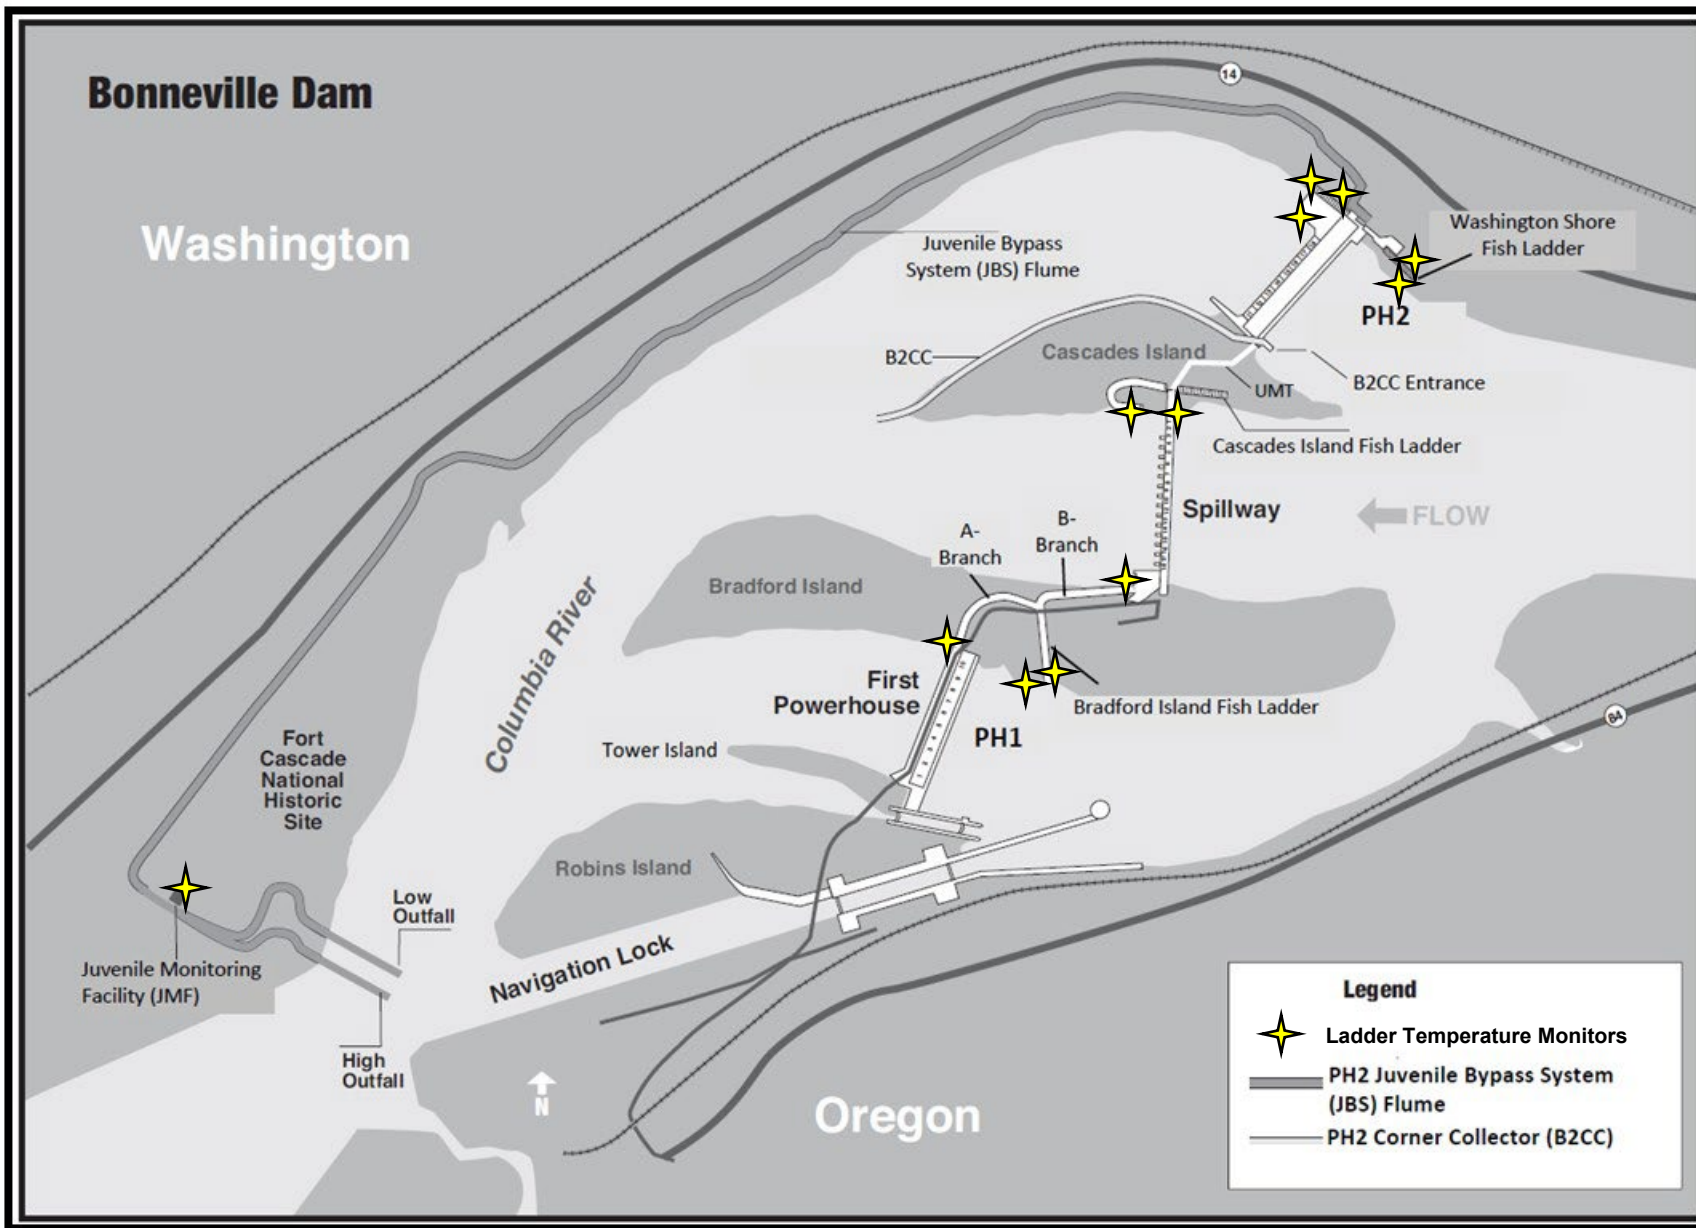 Bonneville Dam
14
Washington
Washington Shore
Fish Ladder
Juvenile Bypass
System (JBS) Flume
PH2
B2CC
Cascades Island
B2CC Entrance
UMT
Cascades Island Fish Ladder
Spillway
FLOW
A-
Branch
B-
Branch
Bradford Island
Columbia River
First
Powerhouse
Bradford Island Fish Ladder
84
PH1
Tower Island
Fort
Cascade
National
Historic
Site
Robins Island
Low
Outfall
Navigation Lock
Juvenile Monitoring
Facility (JMF)
High
Outfall
N
Oregon
Legend
Ladder Temperature Monitors
PH2 Juvenile Bypass System
(JBS) Flume
PH2 Corner Collector (B2CC)